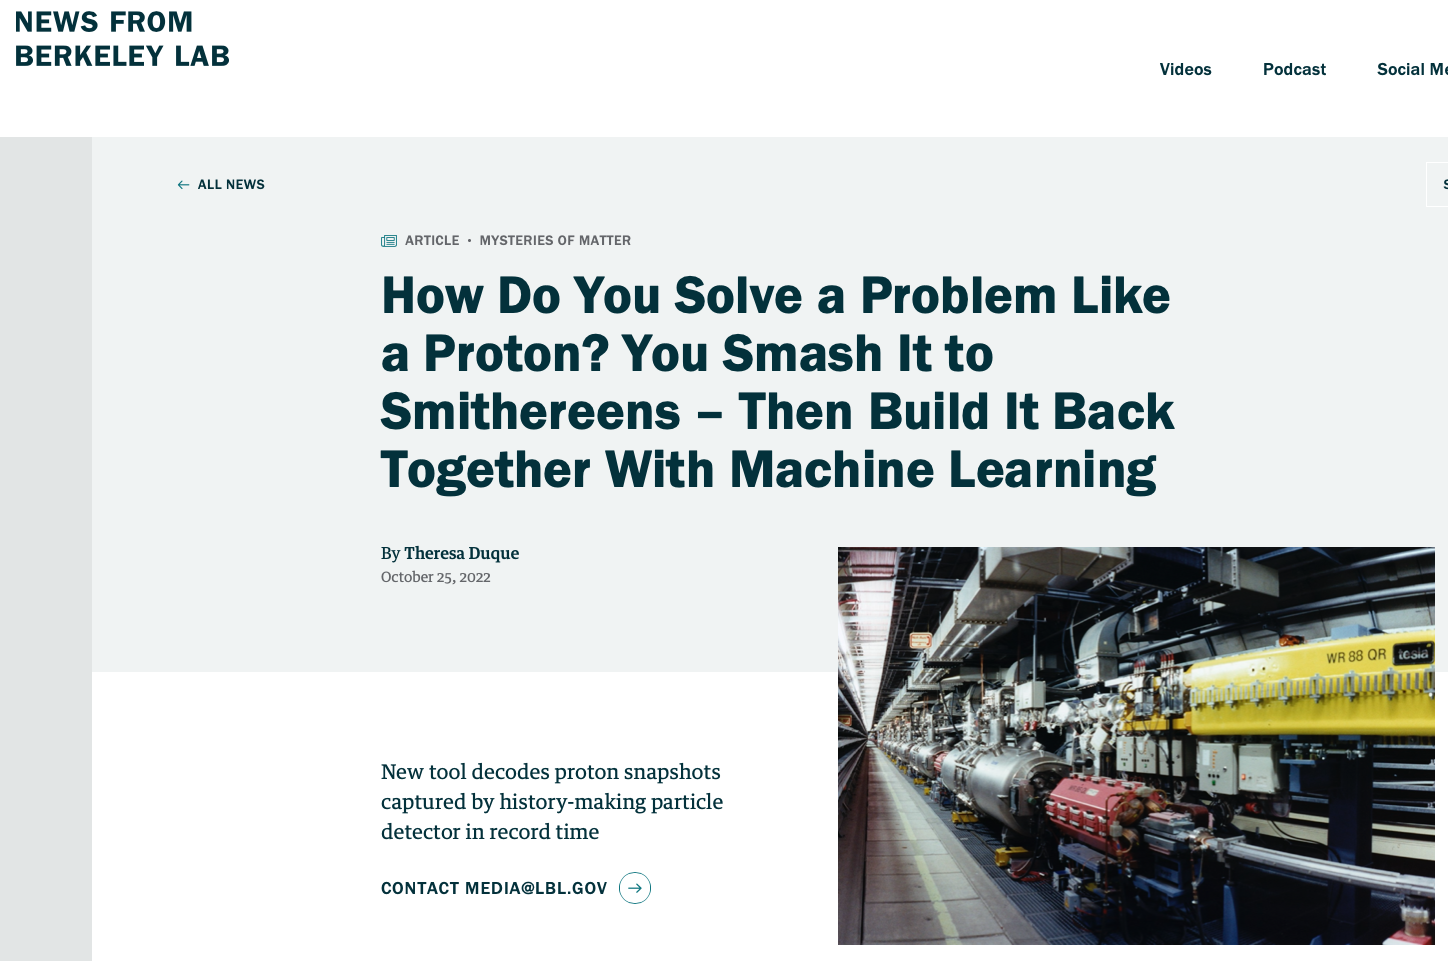 NEWS FROM
BERKELEY LAB
Videos Podcast Social Me
← ALL NEWS
S
ARTICLE • MYSTERIES OF MATTER
How Do You Solve a Problem Like
a Proton? You Smash It to
Smithereens – Then Build It Back
Together With Machine Learning
By Theresa Duque
October 25, 2022
WR 88 QR tesla
New tool decodes proton snapshots
captured by history-making particle
detector in record time
CONTACT MEDIA@LBL.GOV →